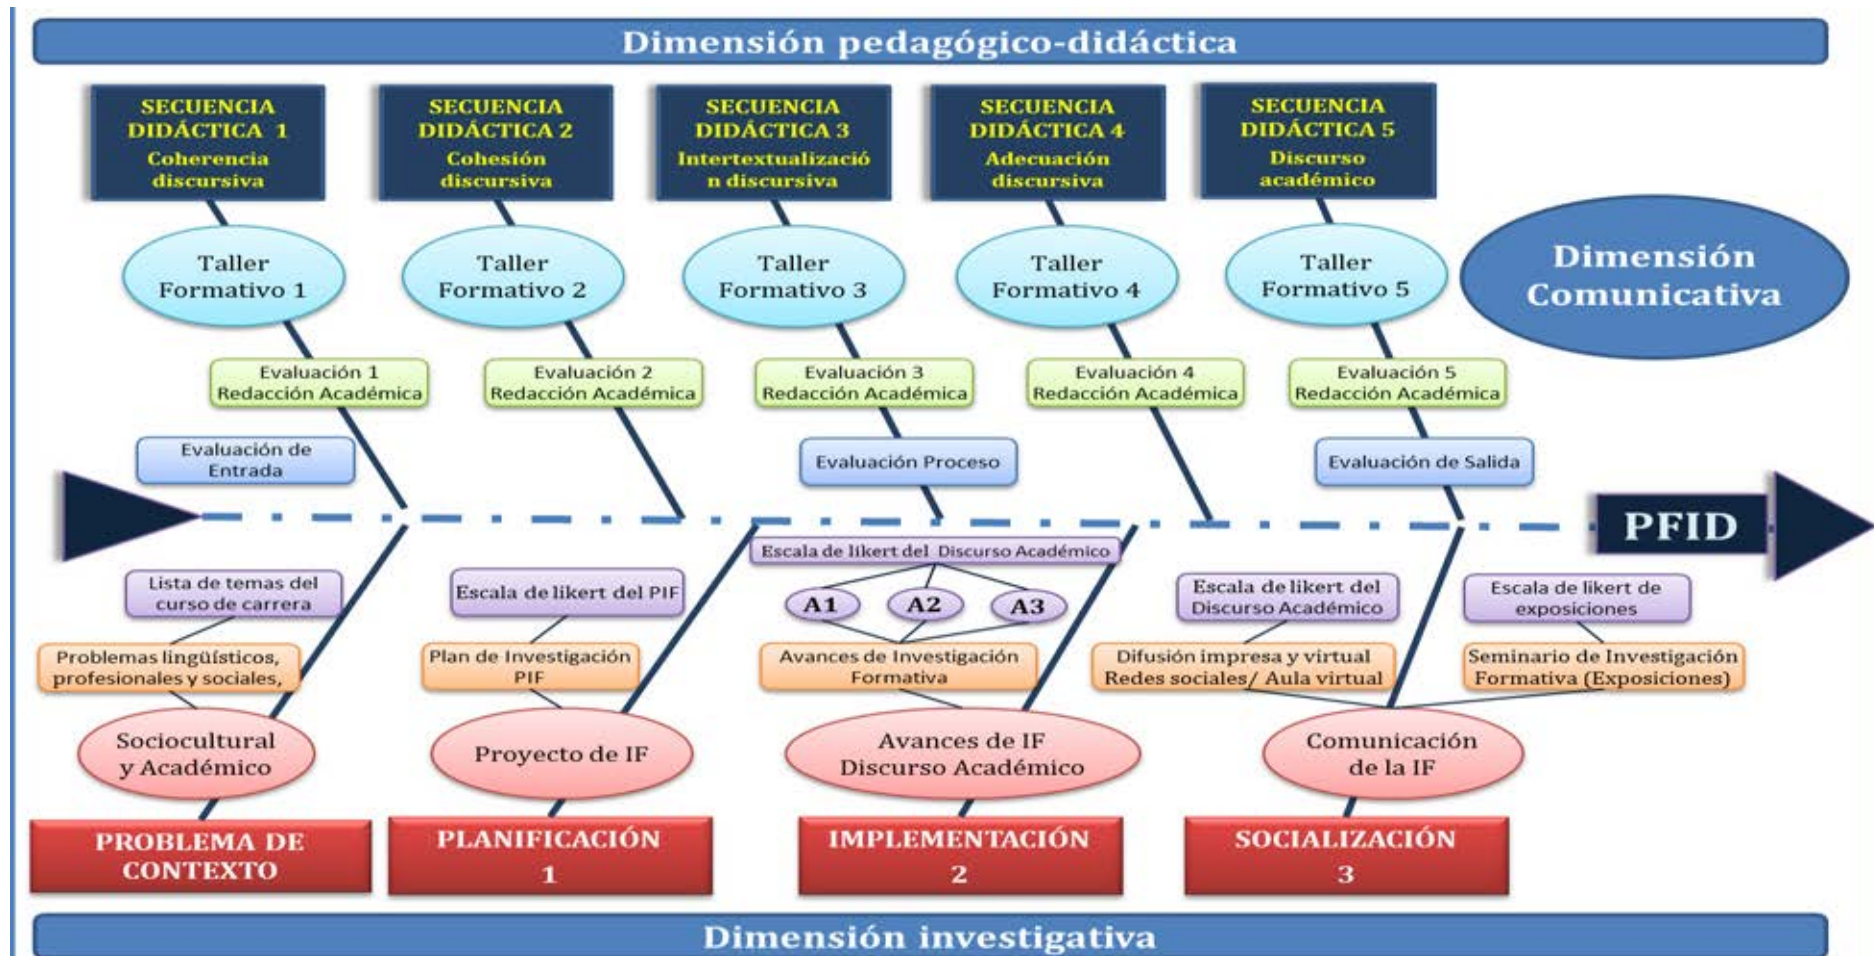 Dimensión pedagógico-didáctica
SECUENCIA
DIDÁCTICA 1
Coherencia
discursiva
SECUENCIA
DIDÁCTICA 2
Cohesión
discursiva
SECUENCIA
DIDÁCTICA 3
Intertextualizació
n discursiva
SECUENCIA
DIDÁCTICA 4
Adecuación
discursiva
SECUENCIA
DIDÁCTICA 5
Discurso
académico
Taller
Formativo 1
Taller
Formativo 2
Taller
Formativo 3
Taller
Formativo 4
Taller
Formativo 5
Dimensión
Comunicativa
Evaluación 1
Redacción Académica
Evaluación 2
Redacción Académica
Evaluación 3
Redacción Académica
Evaluación 4
Redacción Académica
Evaluación 5
Redacción Académica
Evaluación de
Entrada
Evaluación Proceso
Evaluación de Salida
PFID
Escala de likert del Discurso Académico
Lista de temas del
curso de carrera
Escala de likert del PIF
A1
A2
A3
Escala de likert del
Discurso Académico
Escala de likert de
exposiciones
Problemas lingüísticos,
profesionales y sociales,
Plan de Investigación
PIF
Avances de Investigación
Formativa
Difusión impresa y virtual
Redes sociales/ Aula virtual
Seminario de Investigación
Formativa (Exposiciones)
Sociocultural
y Académico
Proyecto de IF
Avances de IF
Discurso Académico
Comunicación
de la IF
PROBLEMA DE
CONTEXTO
PLANIFICACIÓN
1
IMPLEMENTACIÓN
2
SOCIALIZACIÓN
3
Dimensión investigativa